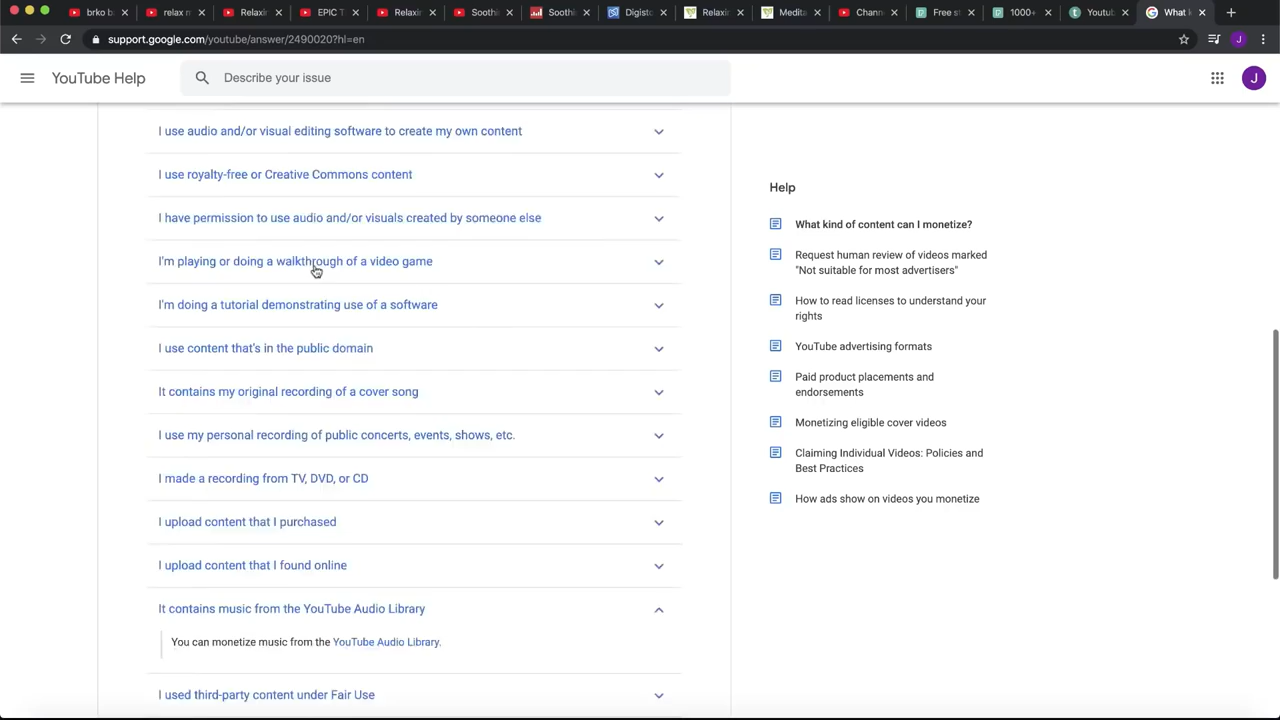 brko b
relax m
Relaxi
EPIC T
Relaxin
Soothi
Soothi
Digisto
Relaxin
Medita
Chann
Free st
1000+
Youtu
What k
support.google.com/youtube/answer/2490020?hl=en
J
YouTube Help
Describe your issue
J
I use audio and/or visual editing software to create my own content
I use royalty-free or Creative Commons content
I have permission to use audio and/or visuals created by someone else
I'm playing or doing a walkthrough of a video game
I'm doing a tutorial demonstrating use of a software
I use content that's in the public domain
It contains my original recording of a cover song
I use my personal recording of public concerts, events, shows, etc.
I made a recording from TV, DVD, or CD
I upload content that I purchased
I upload content that I found online
It contains music from the YouTube Audio Library
You can monetize music from the YouTube Audio Library.
I used third-party content under Fair Use
Help
What kind of content can I monetize?
Request human review of videos marked
"Not suitable for most advertisers"
How to read licenses to understand your
rights
YouTube advertising formats
Paid product placements and
endorsements
Monetizing eligible cover videos
Claiming Individual Videos: Policies and
Best Practices
How ads show on videos you monetize